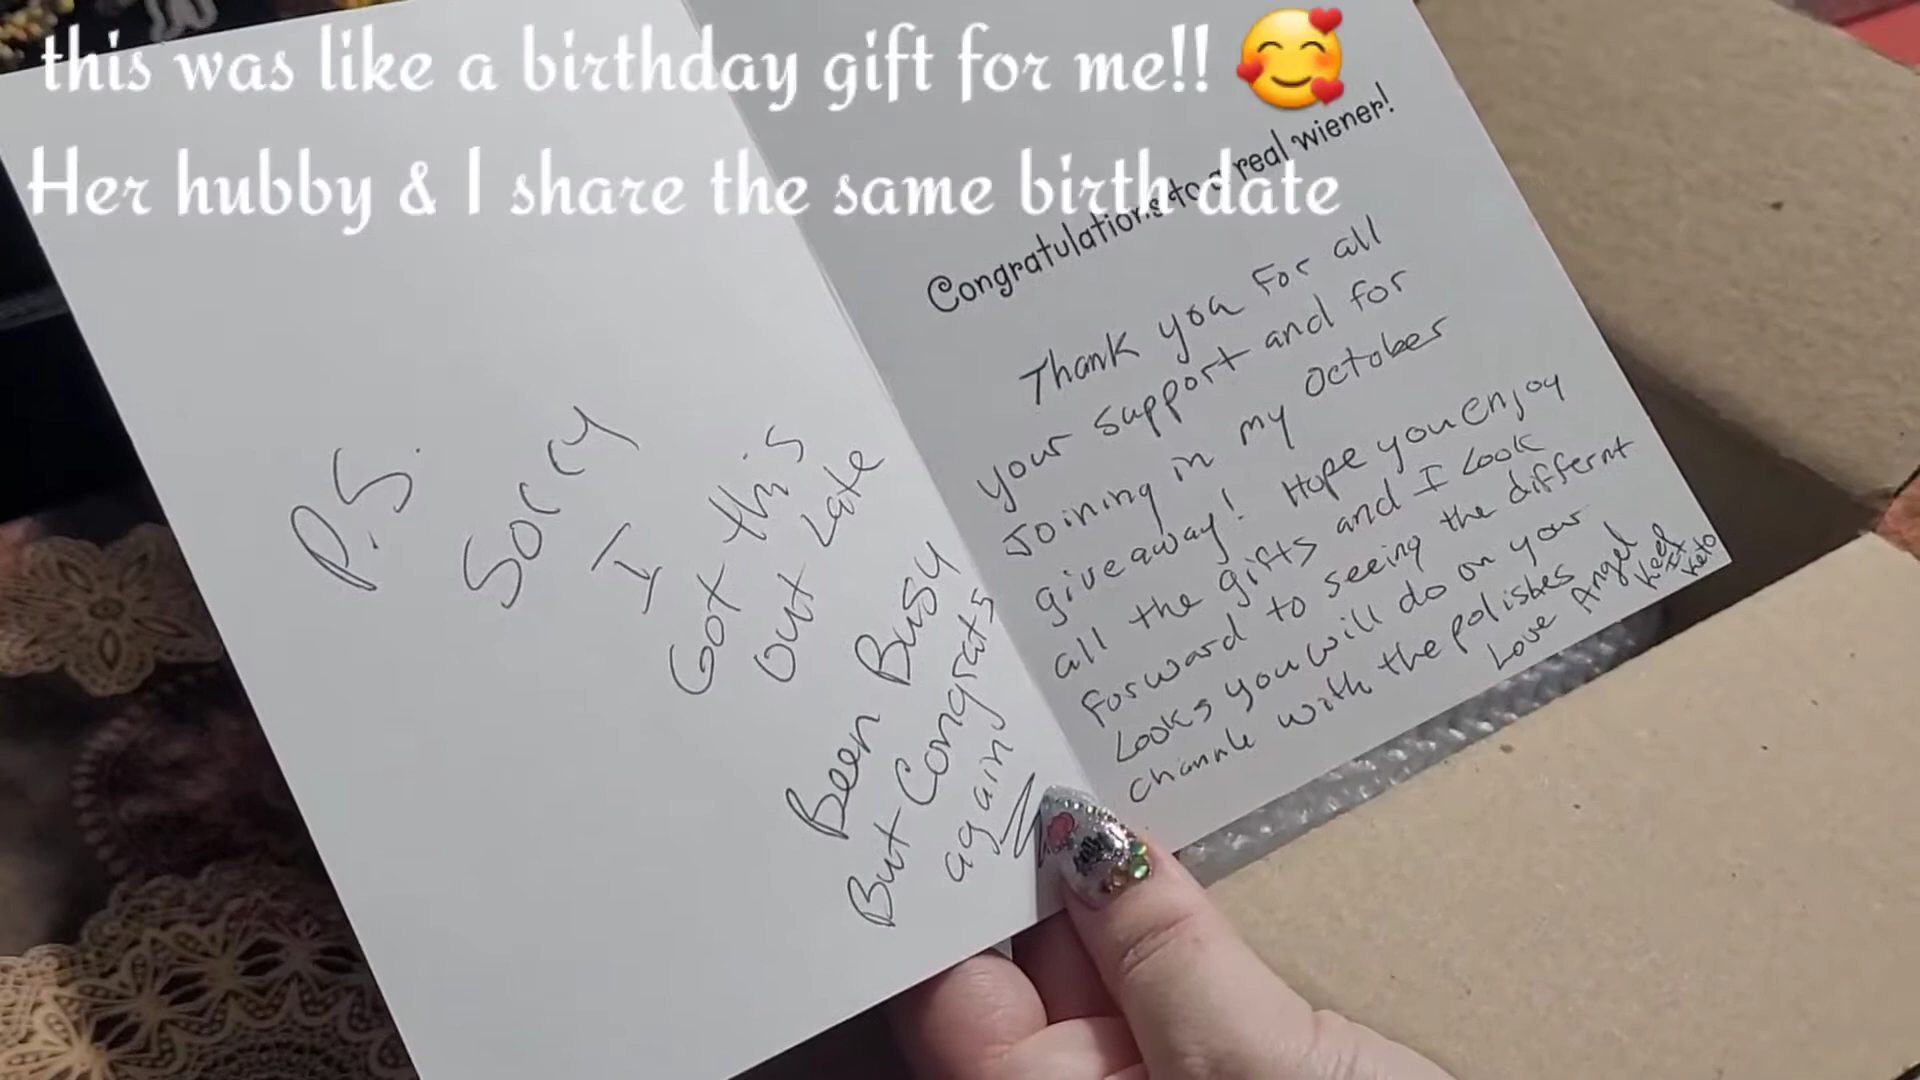 this was like a birthday gift for me!! 🥰
Her hubby & I share the same birth date
P.S.
Sorry
I
Got this
out Late
Been Busy
But Congrats
again
Congratulations to a real wiener!
Thank you For all
your support and for
Joining in my October
giveaway! Hope you enjoy
all the gifts and I Look
Forward to seeing the differnt
Looks you will do on your
channle with the polishes
Love Angel